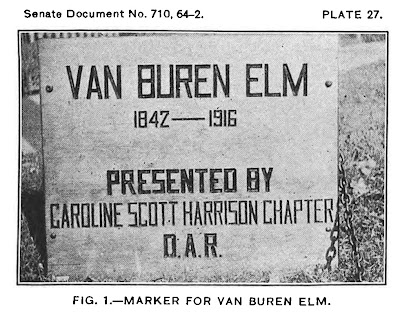 Senate Document No. 710, 64-2. PLATE 27.
VAN BUREN ELM
1842—1916
PRESENTED BY
CAROLINE SCOTT HARRISON CHAPTER
D.A.R.
FIG. 1.—MARKER FOR VAN BUREN ELM.